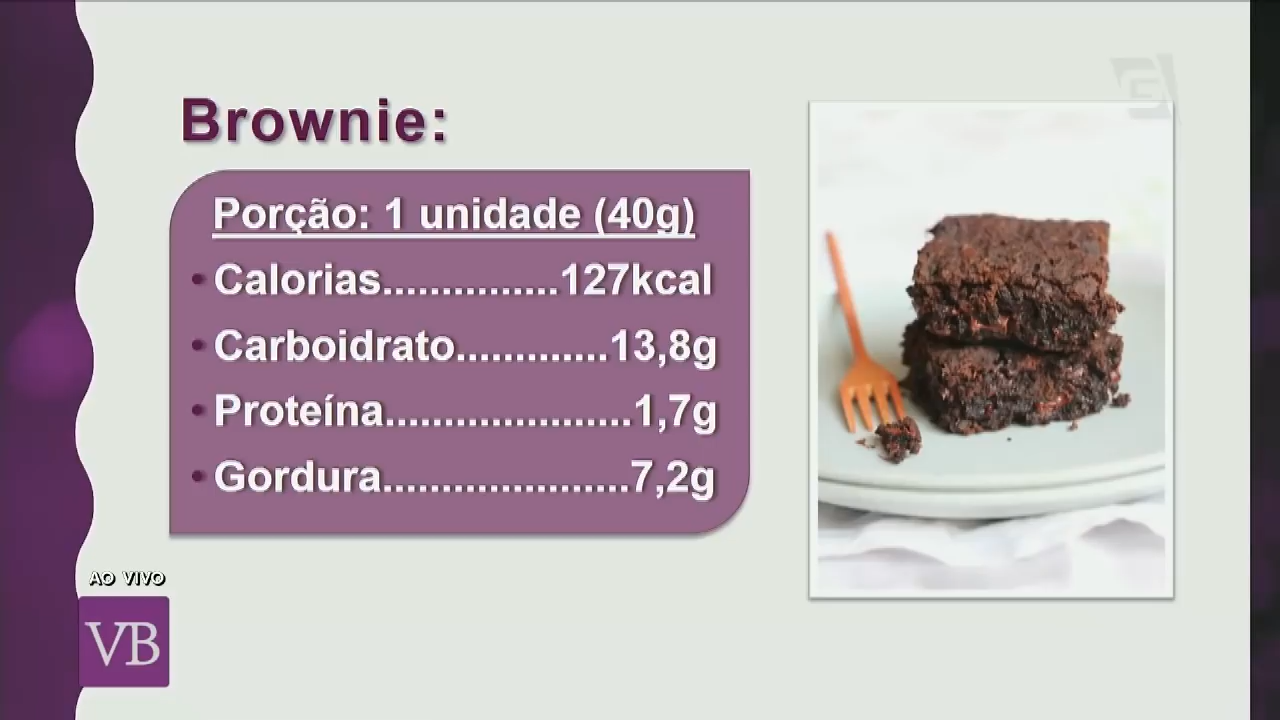 Brownie:
Porção: 1 unidade (40g)
• Calorias...............127kcal
• Carboidrato.............13,8g
• Proteína.....................1,7g
• Gordura.....................7,2g
AO VIVO
VB